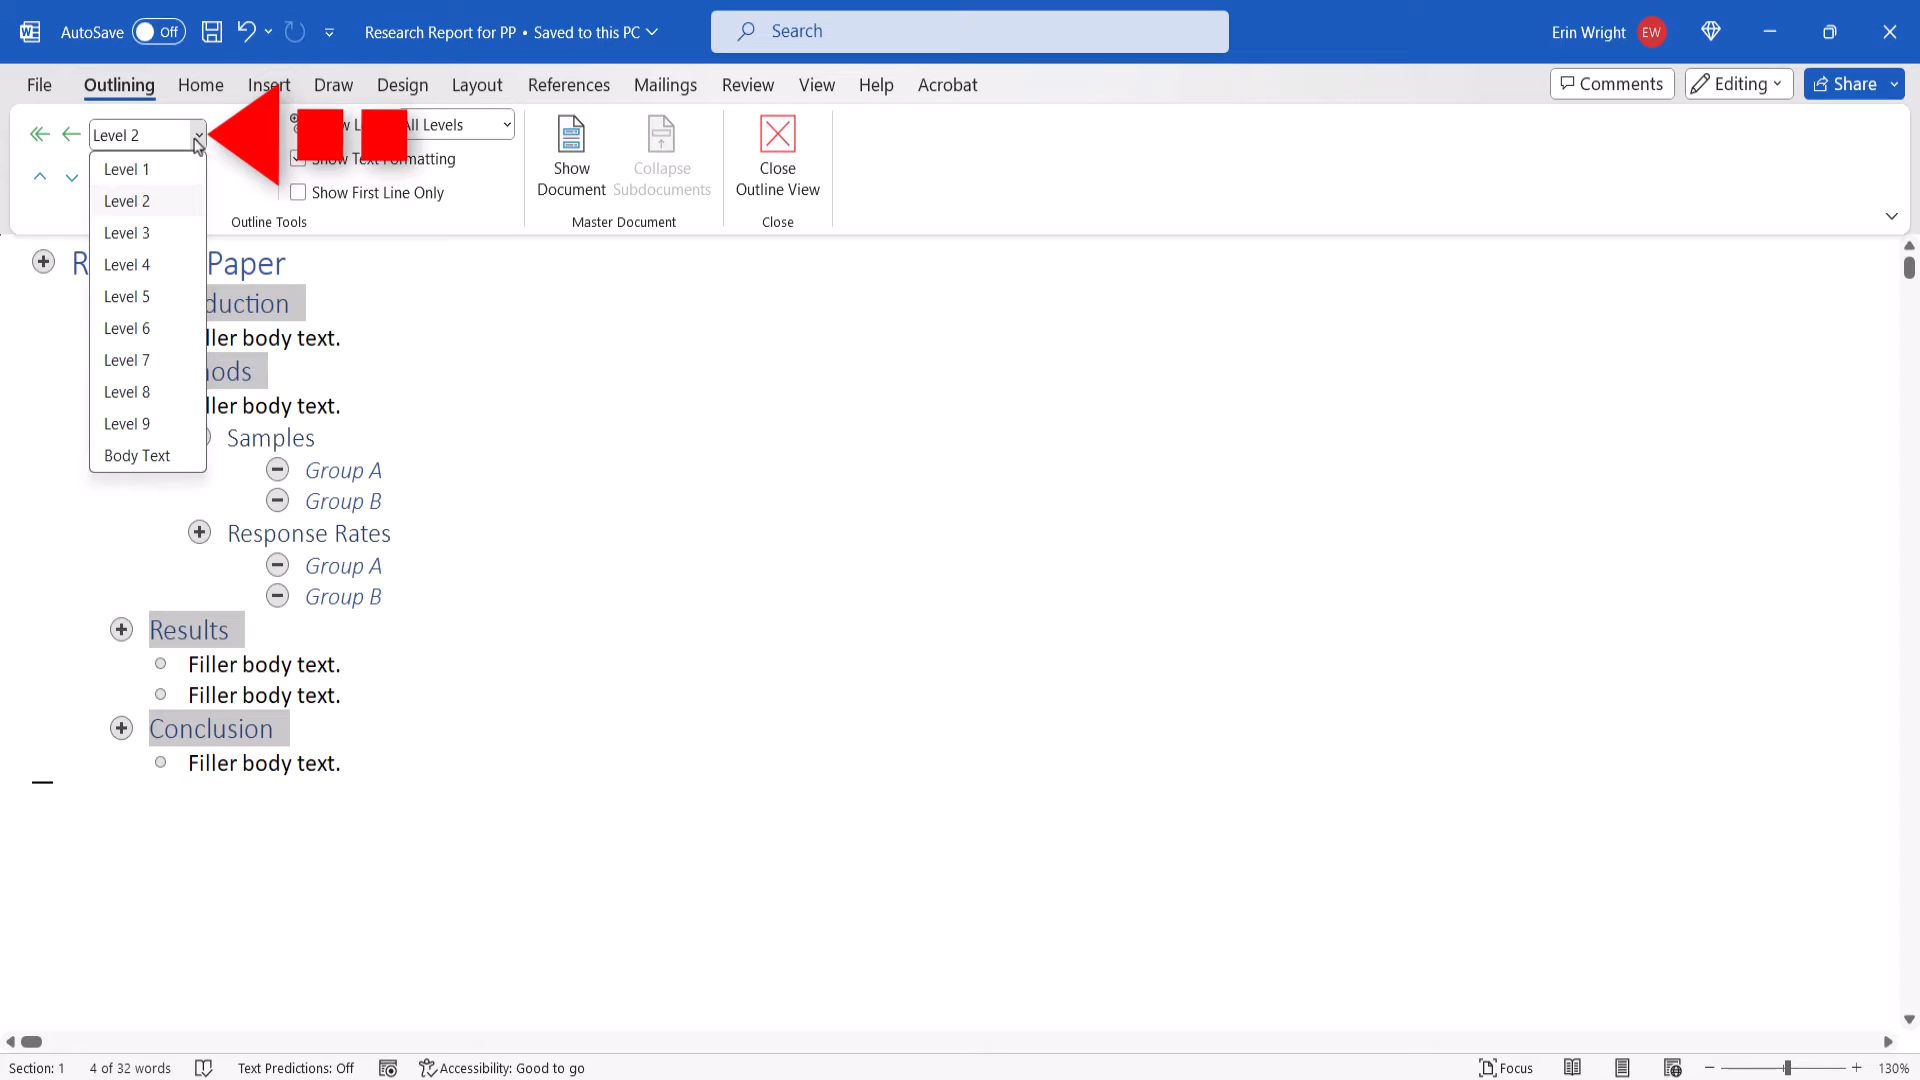 AutoSave Off Research Report for PP • Saved to this PC Search Erin Wright EW
File Outlining Home Insert Draw Design Layout References Mailings Review View Help Acrobat Comments Editing Share
Level 2
All Levels
Show Text Formatting
Show First Line Only
Outline Tools
Show Document
Collapse Subdocuments
Master Document
Close Outline View
Close
Level 1
Level 2
Level 3
Level 4
Level 5
Level 6
Level 7
Level 8
Level 9
Body Text
Paper
duction
ller body text.
ods
ller body text.
Samples
Group A
Group B
Response Rates
Group A
Group B
Results
Filler body text.
Filler body text.
Conclusion
Filler body text.
Section: 1 4 of 32 words Text Predictions: Off Accessibility: Good to go Focus 130%